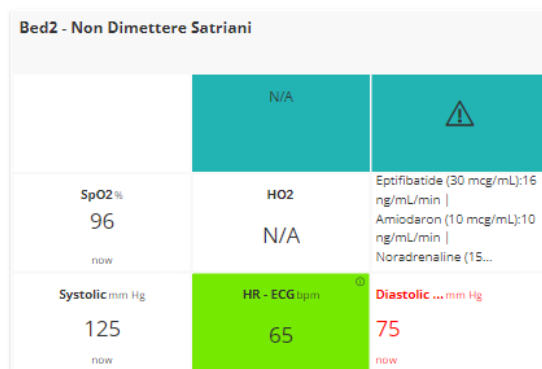 Bed2 - Non Dimettere Satriani
N/A
SpO2 %
96
now
HO2
N/A
Eptifibatide (30 mcg/mL):16
ng/mL/min |
Amiodaron (10 mcg/mL):10
ng/mL/min |
Noradrenaline (15...
Systolic mm Hg
125
now
HR - ECG bpm
65
Diastolic ... mm Hg
75
now